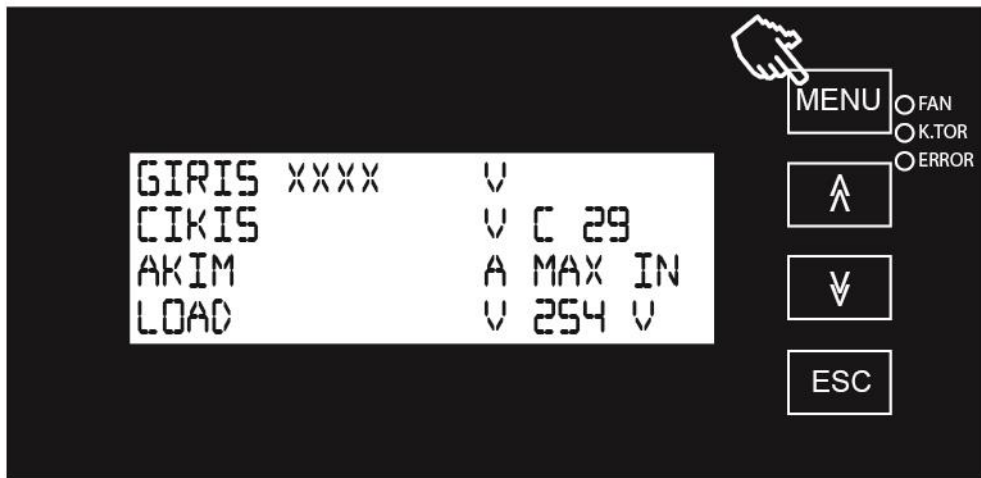 GIRIS XXXX V
CIKIS V C 29
AKIM A MAX IN
LOAD V 254 V
MENU
FAN
K.TOR
ERROR
ESC